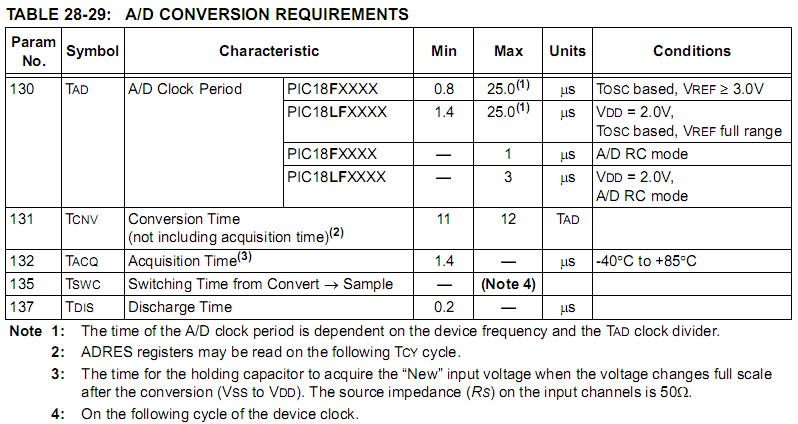 TABLE 28-29: A/D CONVERSION REQUIREMENTS
Param No. Symbol Characteristic Min Max Units Conditions
130 TAD A/D Clock Period PIC18FXXXX 0.8 25.0(1) μs TOSC based, VREF ≥ 3.0V
PIC18LFXXXX 1.4 25.0(1) μs VDD = 2.0V,
TOSC based, VREF full range
PIC18FXXXX — 1 μs A/D RC mode
PIC18LFXXXX — 3 μs VDD = 2.0V,
A/D RC mode
131 TCNV Conversion Time 11 12 TAD
(not including acquisition time)(2)
132 TACQ Acquisition Time(3) 1.4 — μs -40°C to +85°C
135 TSWC Switching Time from Convert → Sample — (Note 4)
137 TDIS Discharge Time 0.2 — μs
Note 1: The time of the A/D clock period is dependent on the device frequency and the TAD clock divider.
2: ADRES registers may be read on the following TCY cycle.
3: The time for the holding capacitor to acquire the “New” input voltage when the voltage changes full scale
after the conversion (VSS to VDD). The source impedance (RS) on the input channels is 50Ω.
4: On the following cycle of the device clock.